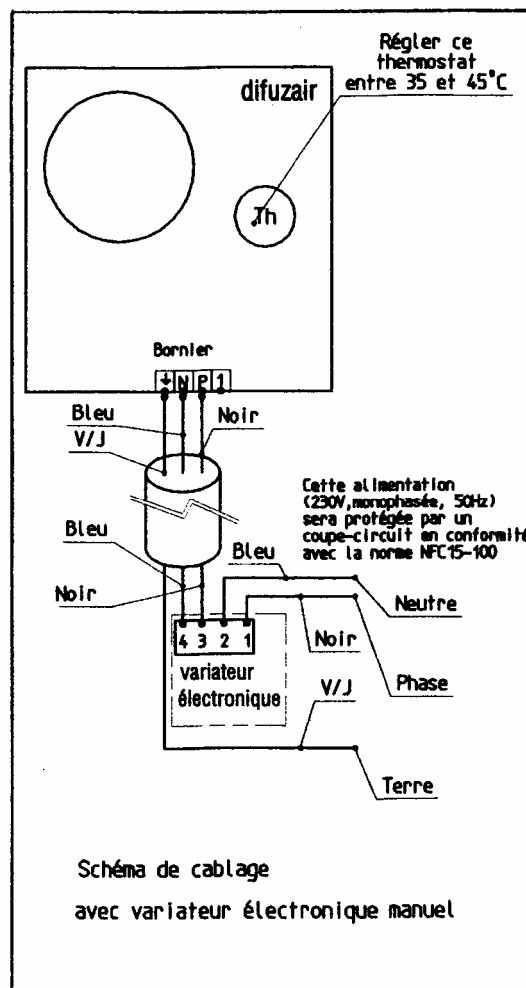 Régler ce
thermostat
entre 35 et 45°C
difuzair
Th
Bornier
N P 1
Bleu
Noir
V/J
Cette alimentation
(230V,monophasée, 50Hz)
sera protégée par un
coupe-circuit en conformité
avec la norme NFC15-100
Bleu
Bleu
Noir
Neutre
4 3 2 1
Noir
variateur
électronique
V/J
Phase
Terre
Schéma de cablage
avec variateur électronique manuel